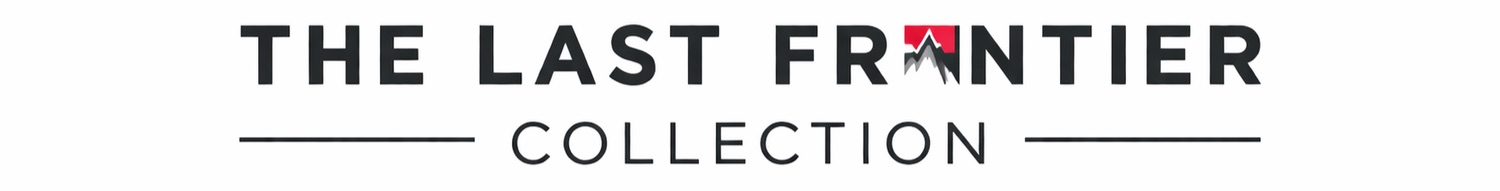 THE LAST FRONTIER
COLLECTION